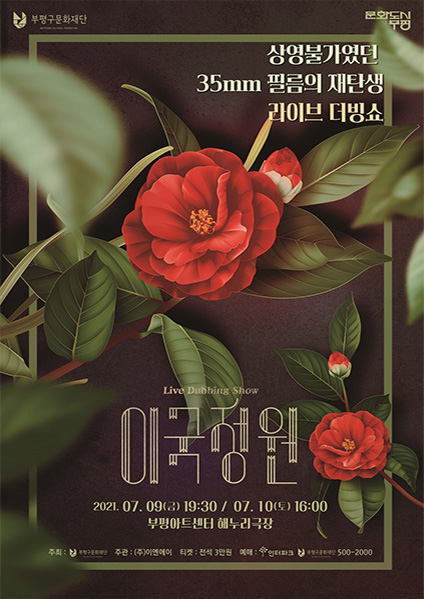 부평구문화재단
문화도시
부평
상영불가였던
35mm 필름의 재탄생
라이브 더빙쇼
Live Dubbing Show
이국정원
2021. 07. 09(금) 19:30 / 07. 10(토) 16:00
부평아트센터 해누리극장
주최 : 부평구문화재단 주관 : (주)이엔에이 티켓 : 전석 3만원 예매 : 인터파크 부평구문화재단 500-2000